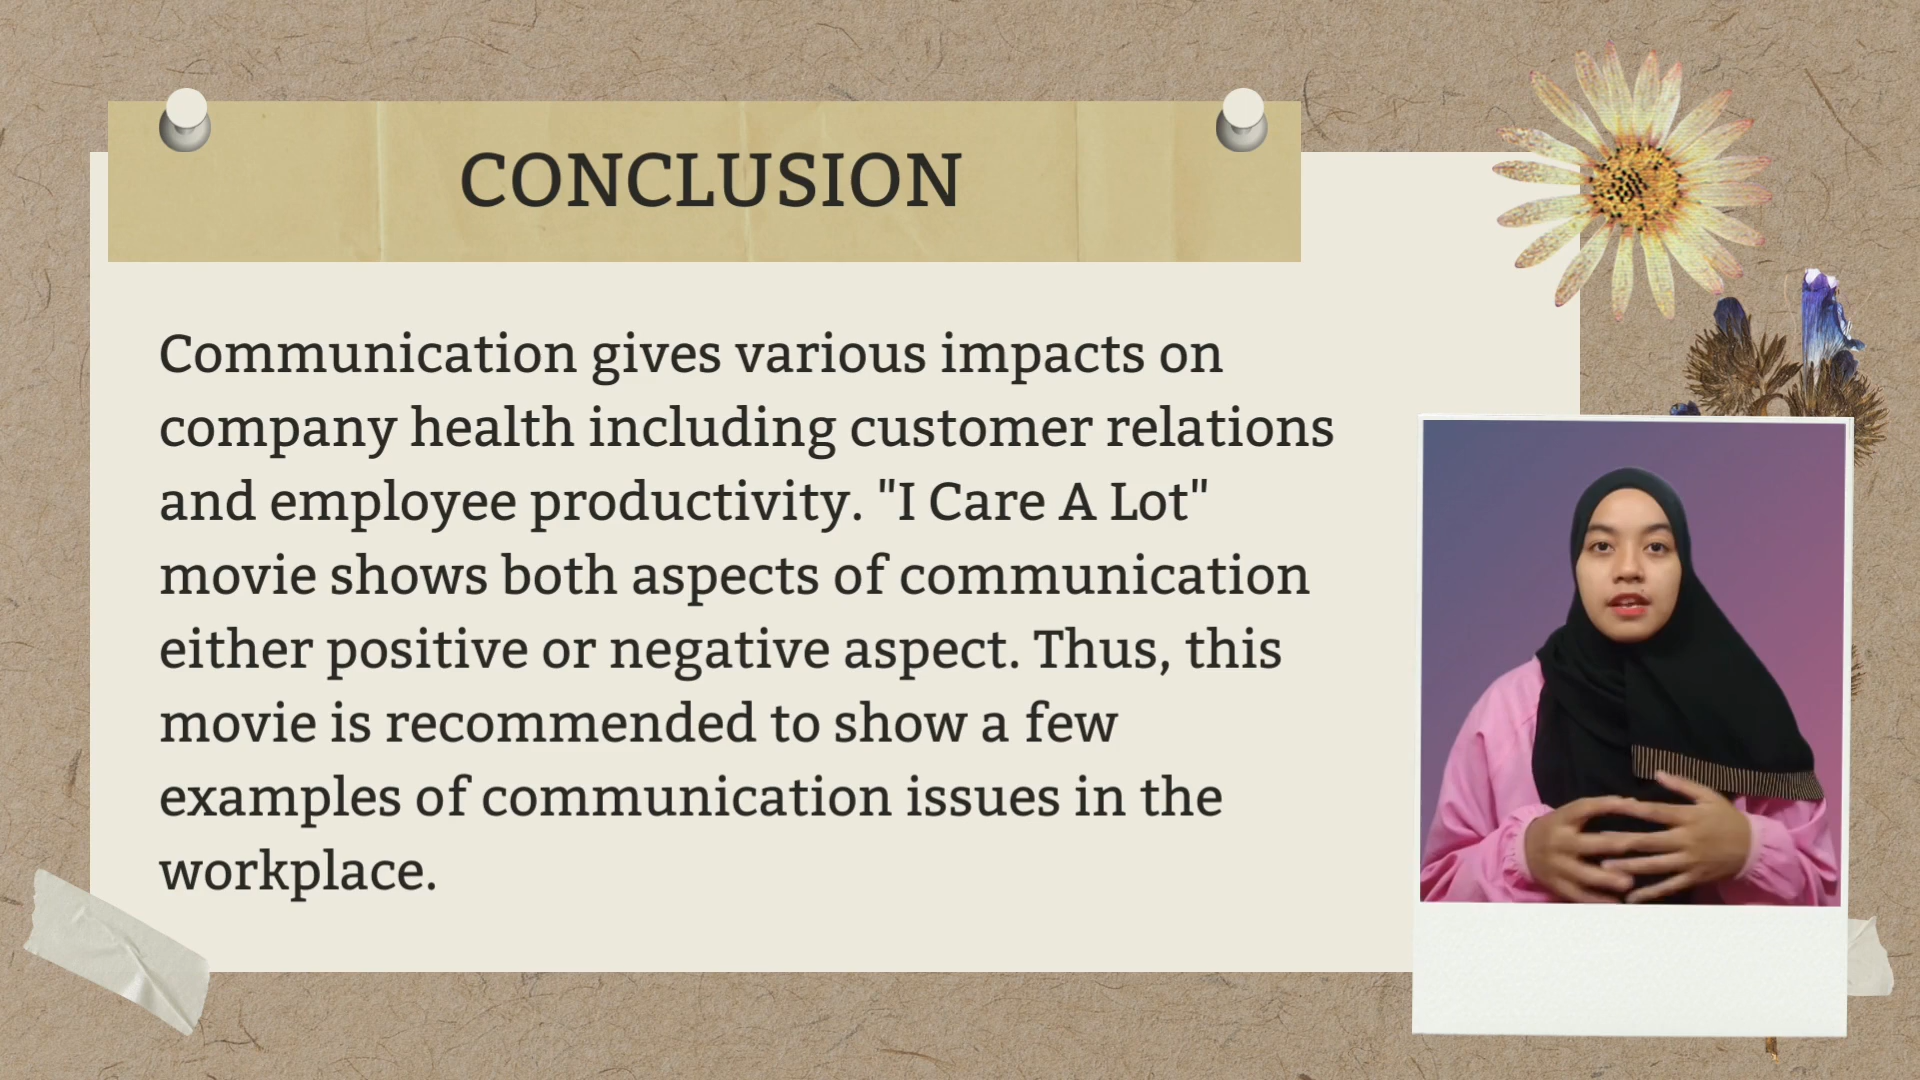 CONCLUSION
Communication gives various impacts on
company health including customer relations
and employee productivity. "I Care A Lot"
movie shows both aspects of communication
either positive or negative aspect. Thus, this
movie is recommended to show a few
examples of communication issues in the
workplace.